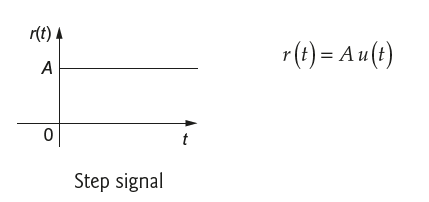 r(t)
A
r(t) = A u(t)
0
t
Step signal